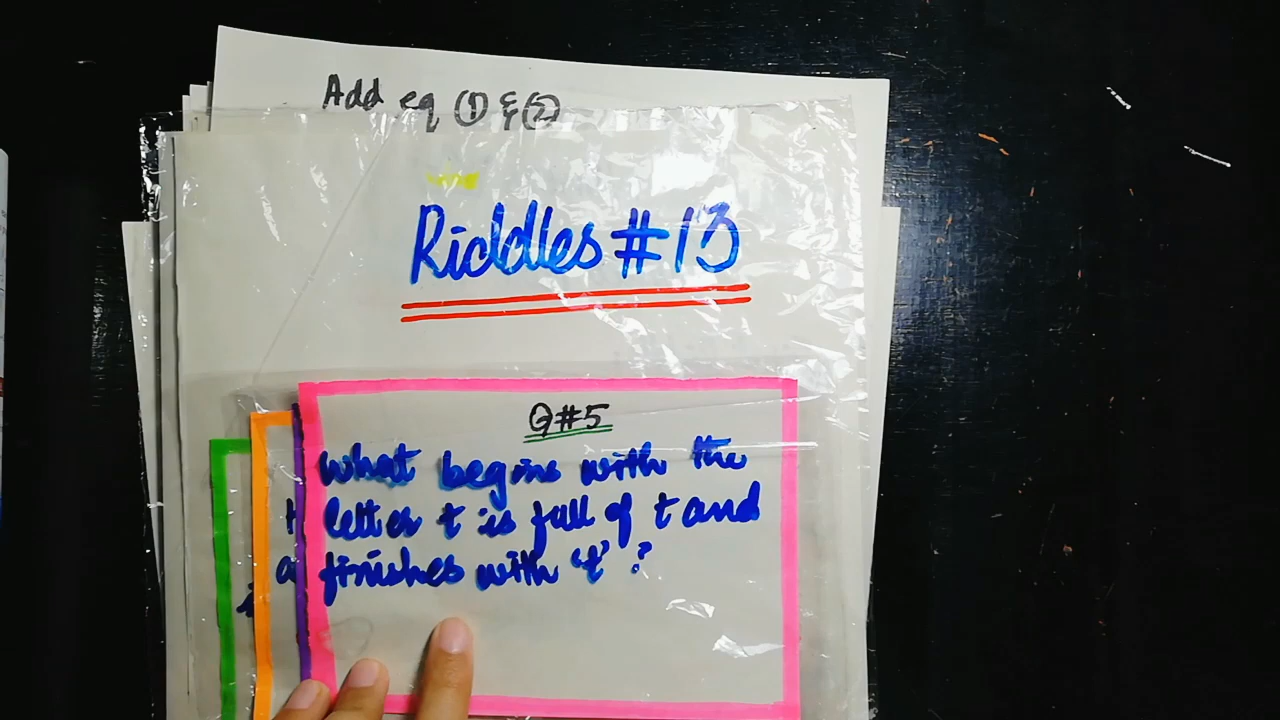 Add eq ① & ②
Riddles #13
Q#5
What begins with the
letter t is full of t and
finishes with 't' ?